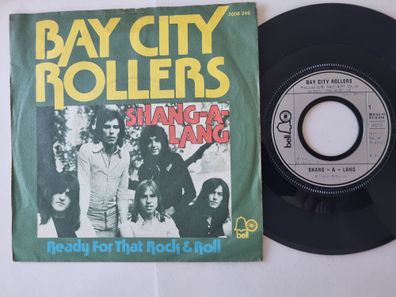 BAY CITY
2008 246
ROLLERS
SHANG-A-
LANG
Ready For That Rock & Roll
bell
BAY CITY ROLLERS
bell
1
SHANG - A - LANG